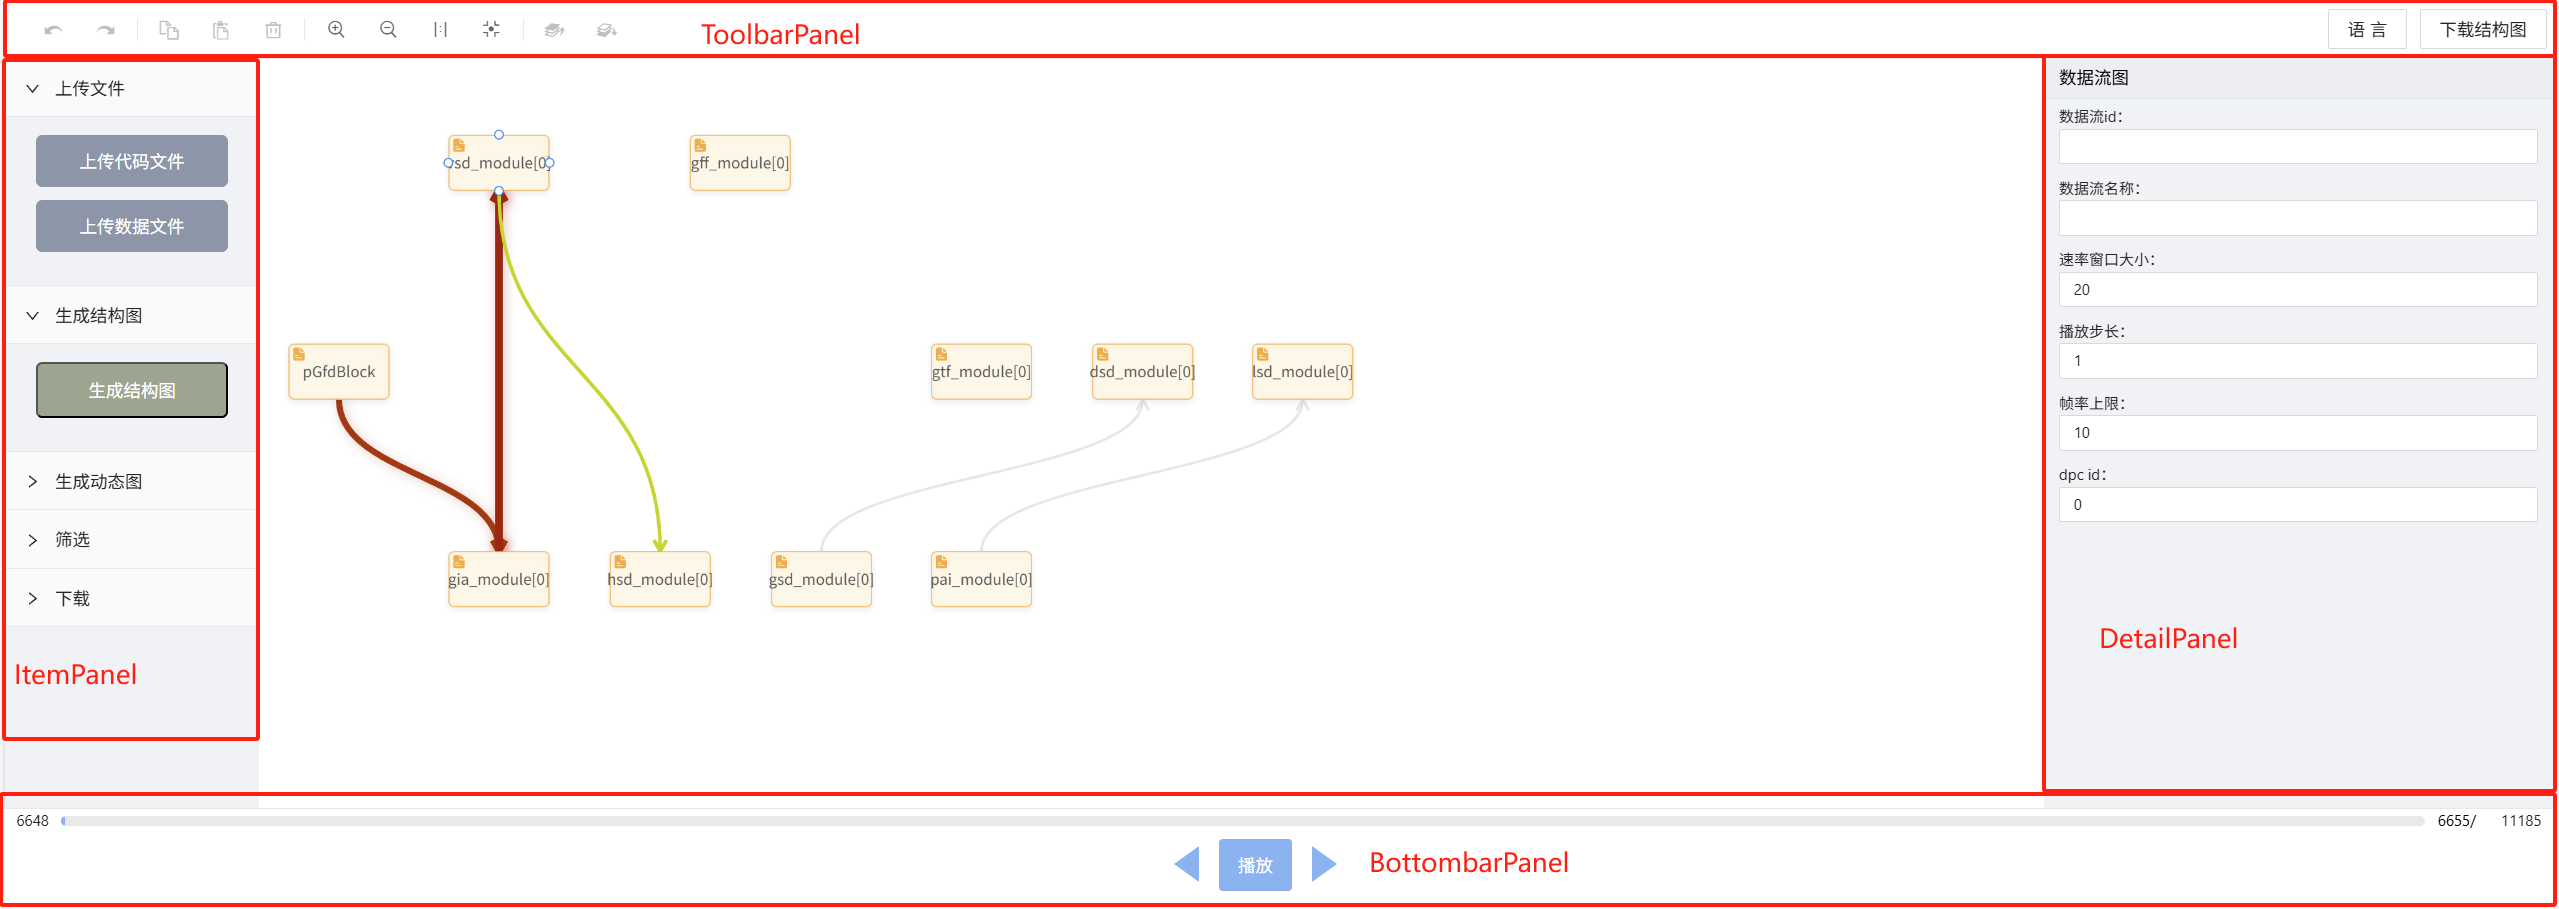 ToolbarPanel
语 言
下载结构图
上传文件
上传代码文件
上传数据文件
生成结构图
生成结构图
生成动态图
筛选
下载
ItemPanel
sd_module[0]
gff_module[0]
pGfdBlock
gtf_module[0]
dsd_module[0]
lsd_module[0]
gia_module[0]
hsd_module[0]
gsd_module[0]
pai_module[0]
数据流图
数据流id：
数据流名称：
速率窗口大小：
20
播放步长：
1
帧率上限：
10
dpc id：
0
DetailPanel
6648
6655/ 11185
播放
BottombarPanel